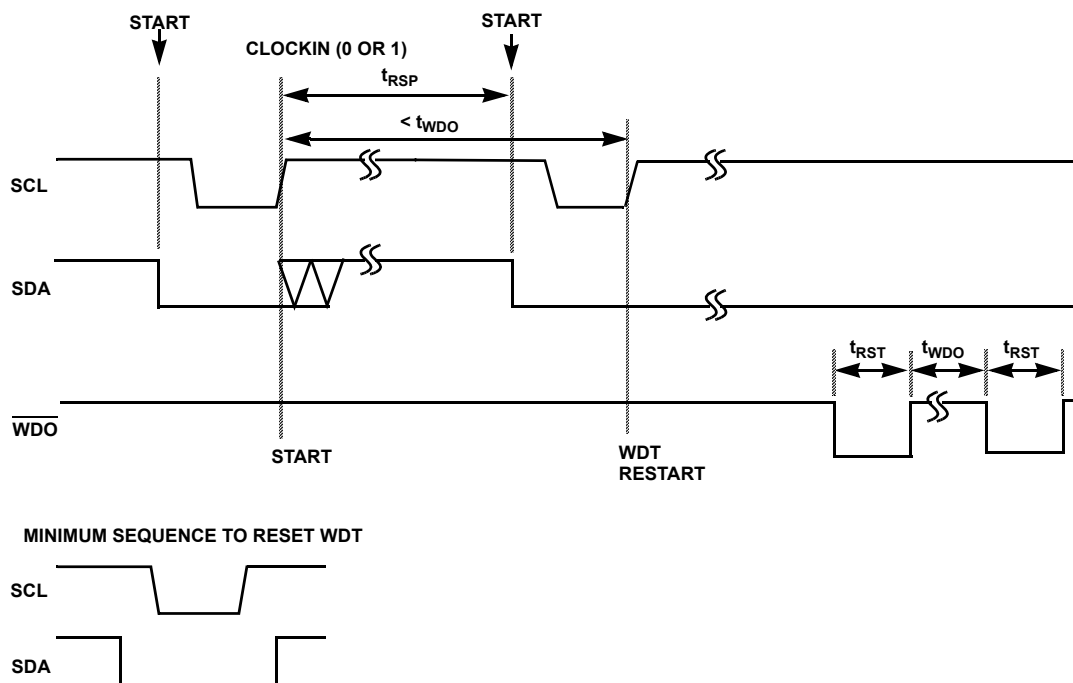 START
START
CLOCKIN (0 OR 1)
tRSP
< tWDO
SCL
SDA
tRST
tWDO
tRST
WDO
START
WDT
RESTART
MINIMUM SEQUENCE TO RESET WDT
SCL
SDA